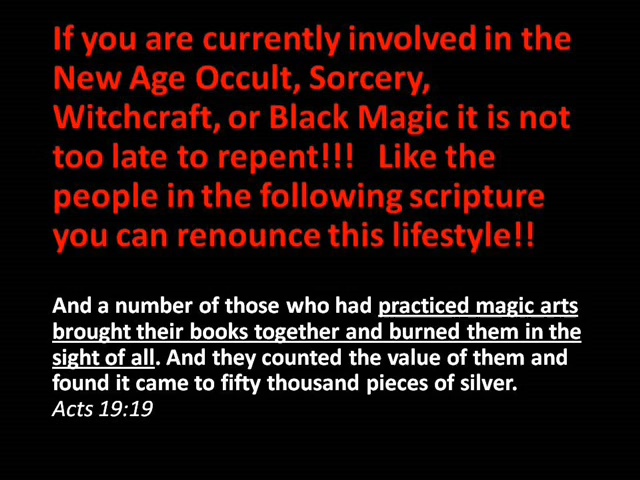 If you are currently involved in the
New Age Occult, Sorcery,
Witchcraft, or Black Magic it is not
too late to repent!!! Like the
people in the following scripture
you can renounce this lifestyle!!
And a number of those who had practiced magic arts
brought their books together and burned them in the
sight of all. And they counted the value of them and
found it came to fifty thousand pieces of silver.
Acts 19:19